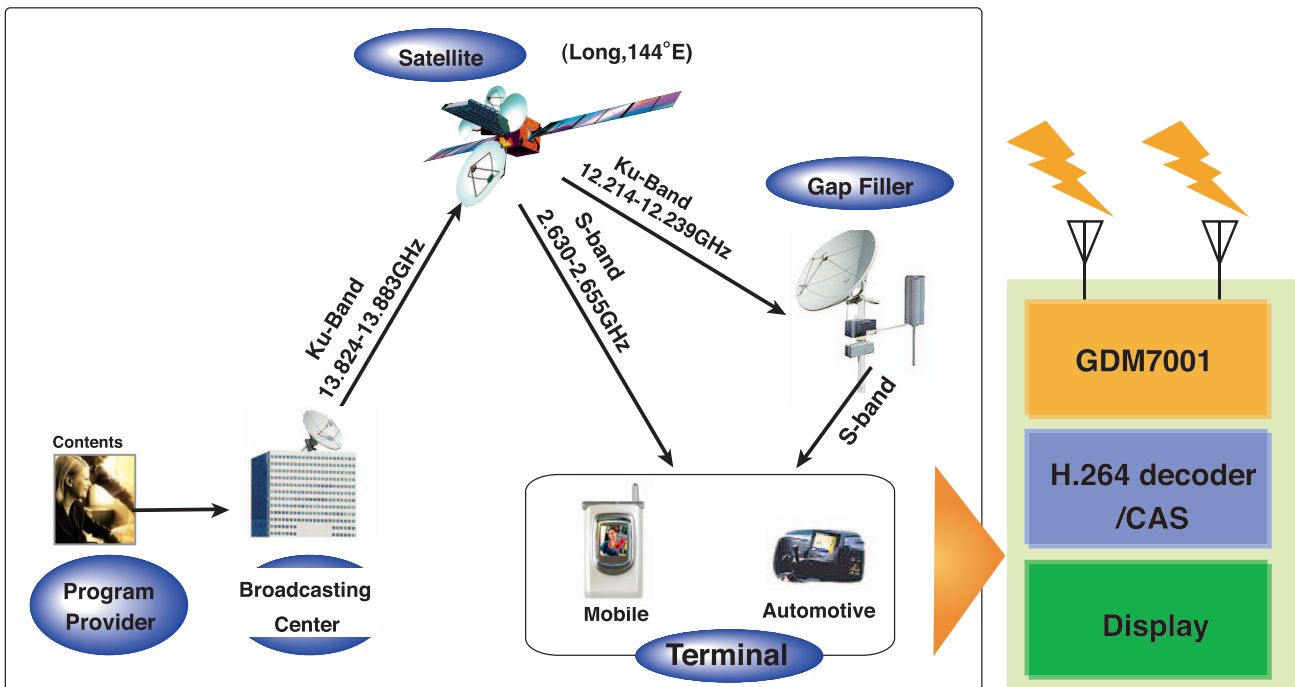 Satellite
(Long,144°E)
Ku-Band
12.214-12.239GHz
Gap Filler
S-band
2.630-2.655GHz
Ku-Band
13.824-13.883GHz
S-band
Contents
Program
Provider
Broadcasting
Center
Mobile
Automotive
Terminal
GDM7001
H.264 decoder
/CAS
Display